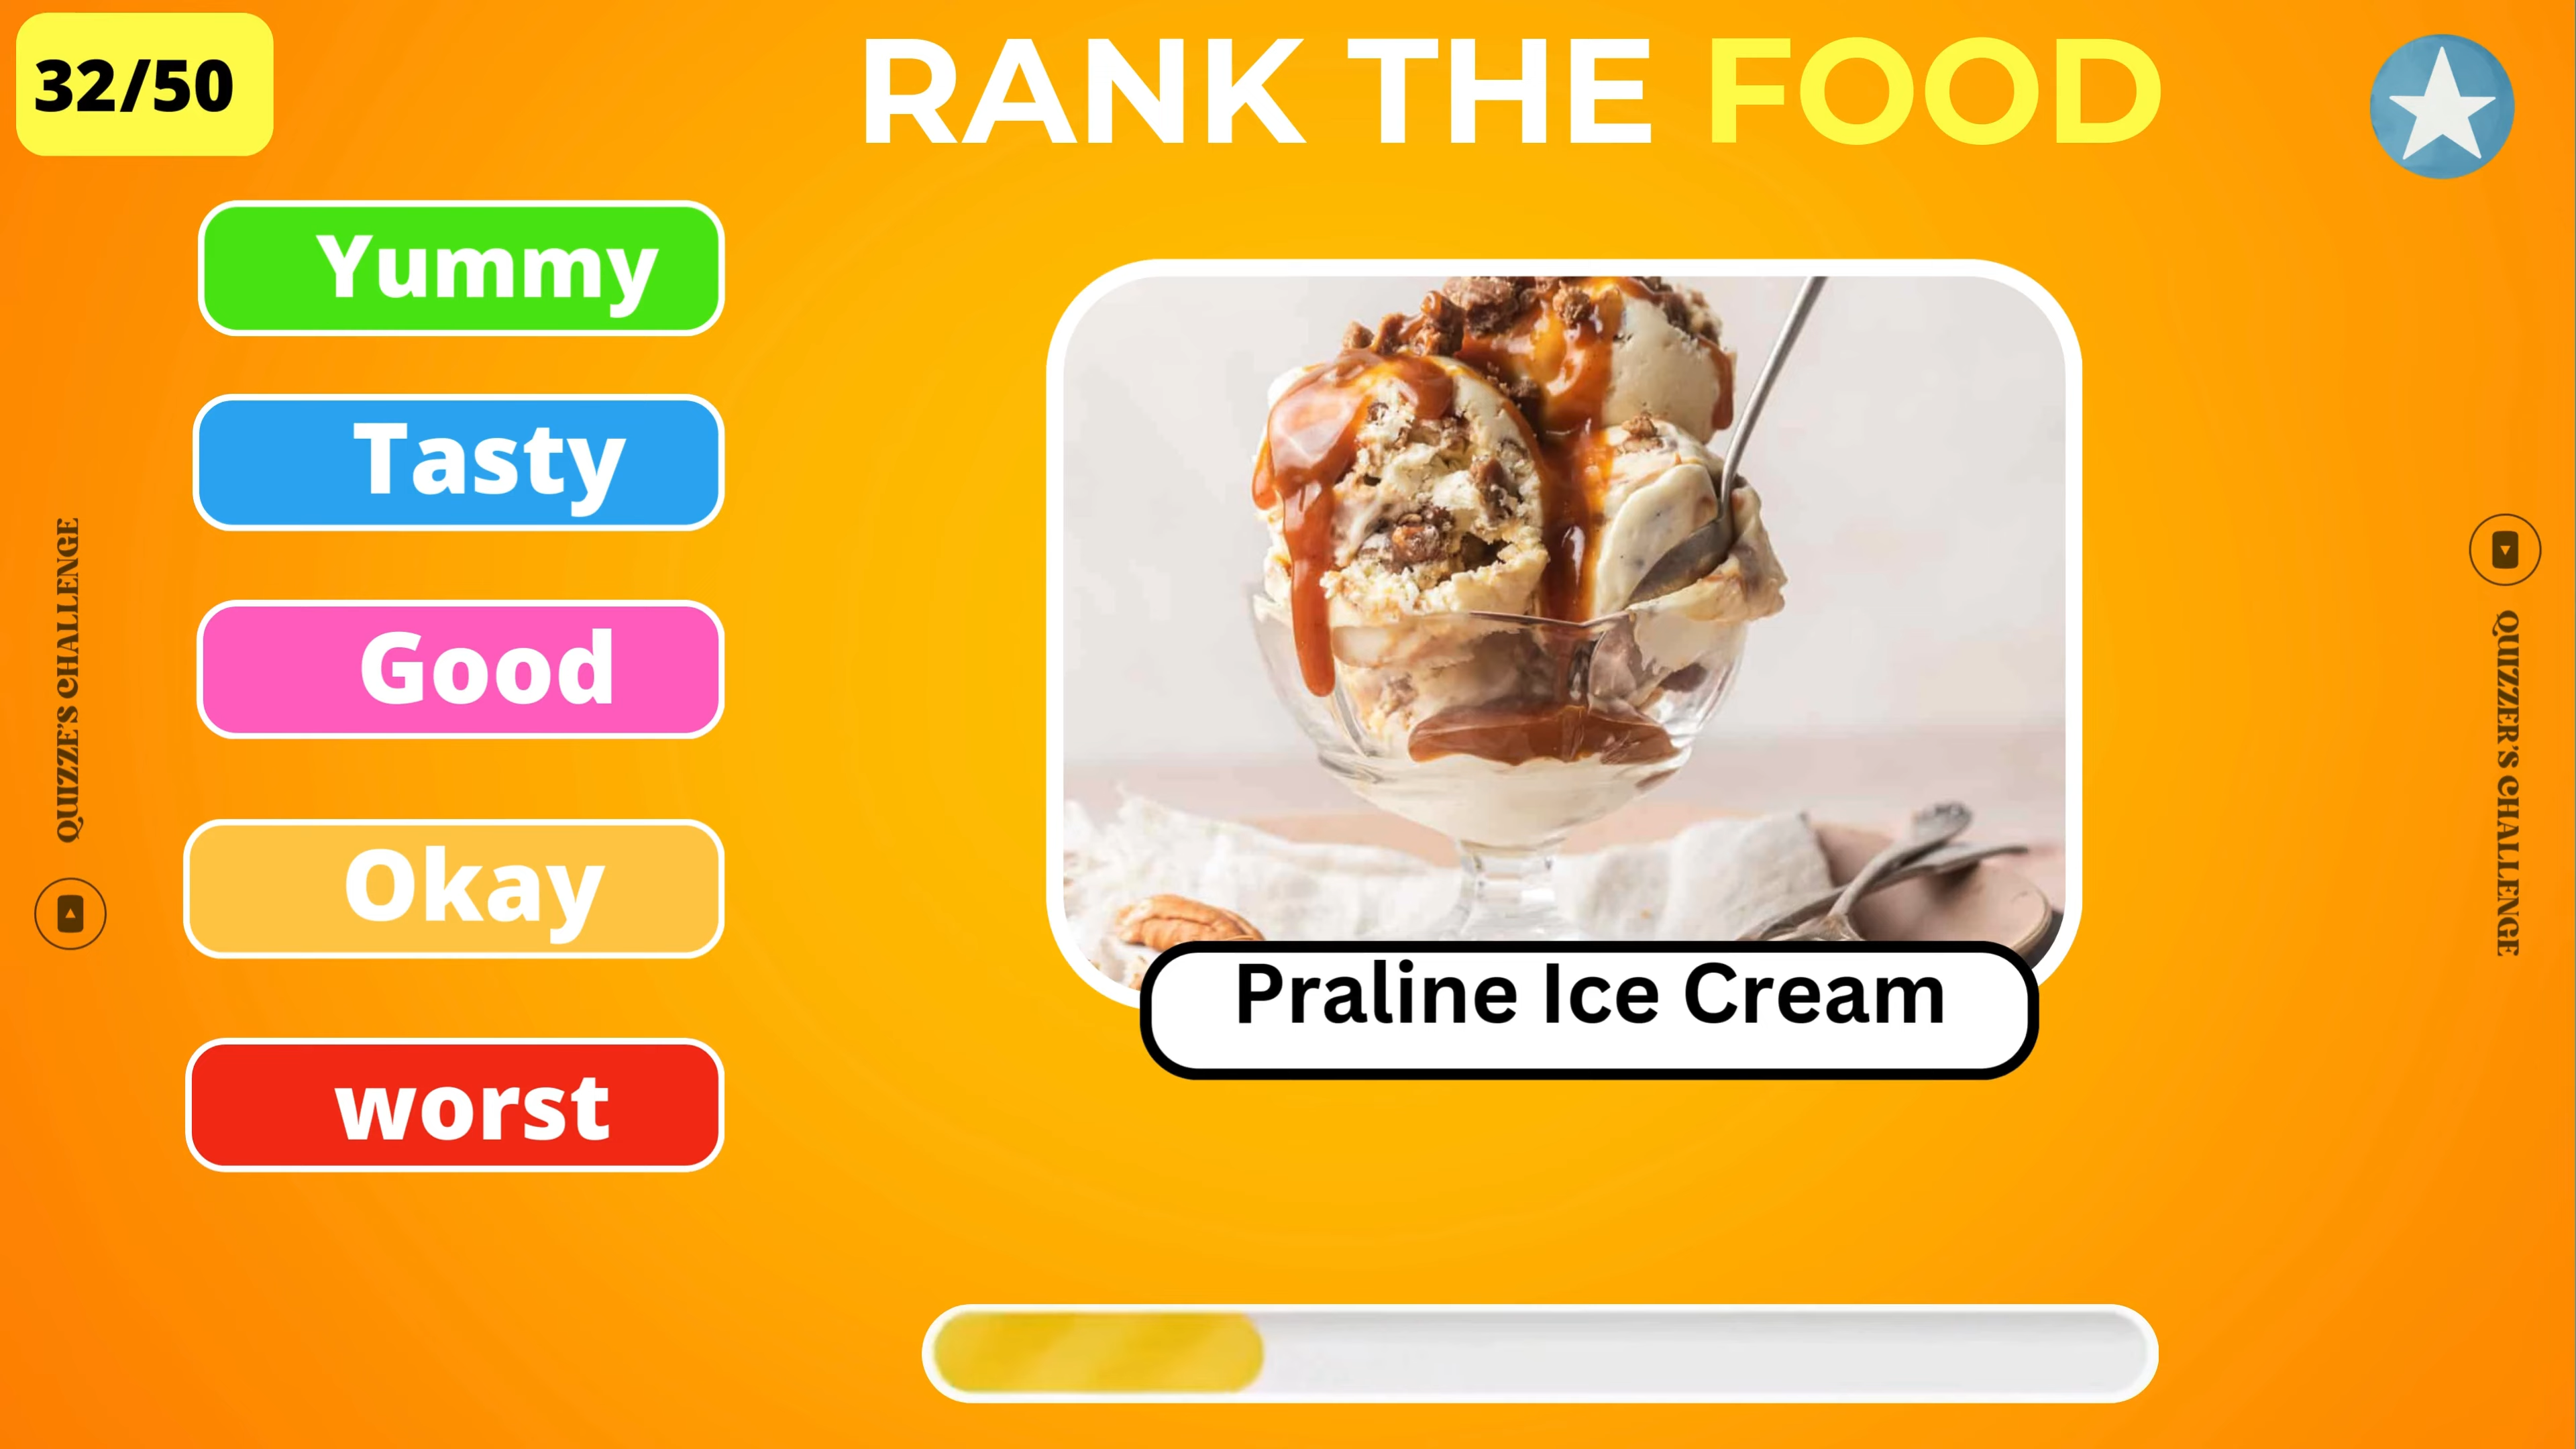 32/50
RANK THE FOOD
Yummy
Tasty
Good
Okay
worst
Praline Ice Cream
QUIZZE'S CHALLENGE
QUIZZER'S CHALLENGE